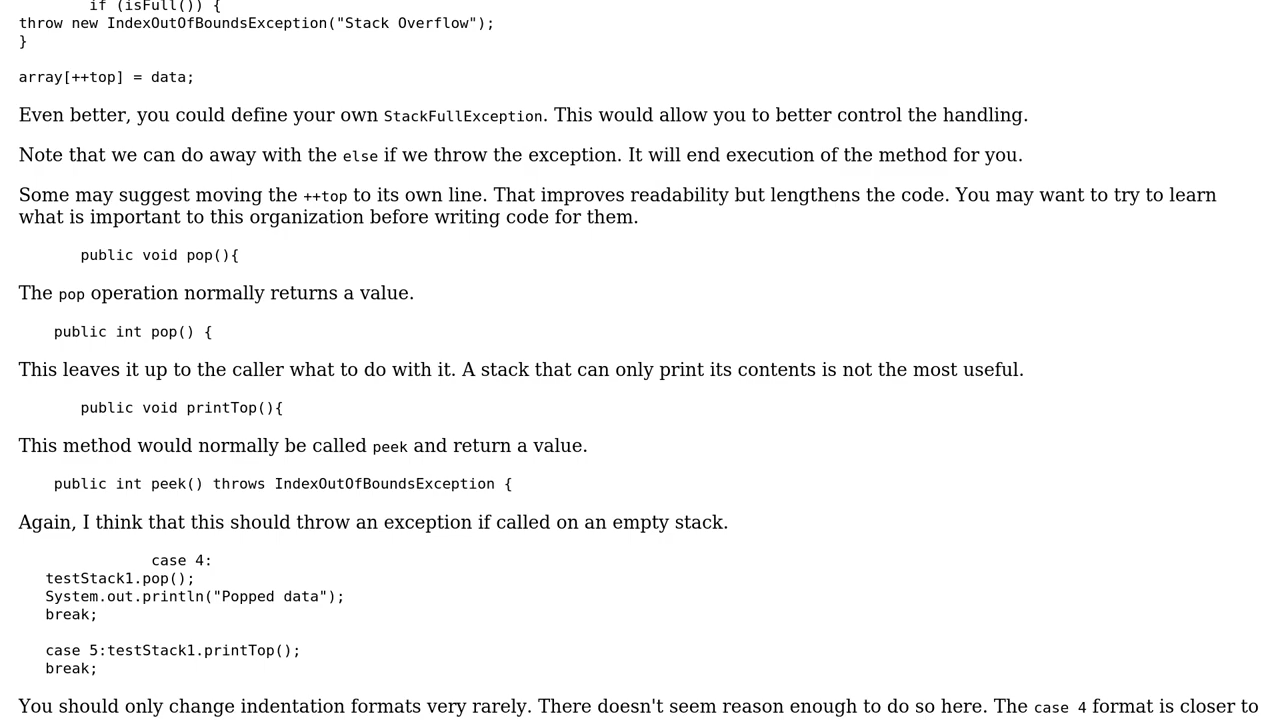 if (isFull()) {
throw new IndexOutOfBoundsException("Stack Overflow");
}
array[++top] = data;
Even better, you could define your own StackFullException. This would allow you to better control the handling.
Note that we can do away with the else if we throw the exception. It will end execution of the method for you.
Some may suggest moving the ++top to its own line. That improves readability but lengthens the code. You may want to try to learn
what is important to this organization before writing code for them.
public void pop(){
The pop operation normally returns a value.
public int pop() {
This leaves it up to the caller what to do with it. A stack that can only print its contents is not the most useful.
public void printTop(){
This method would normally be called peek and return a value.
public int peek() throws IndexOutOfBoundsException {
Again, I think that this should throw an exception if called on an empty stack.
case 4:
testStack1.pop();
System.out.println("Popped data");
break;
case 5:testStack1.printTop();
break;
You should only change indentation formats very rarely. There doesn't seem reason enough to do so here. The case 4 format is closer to